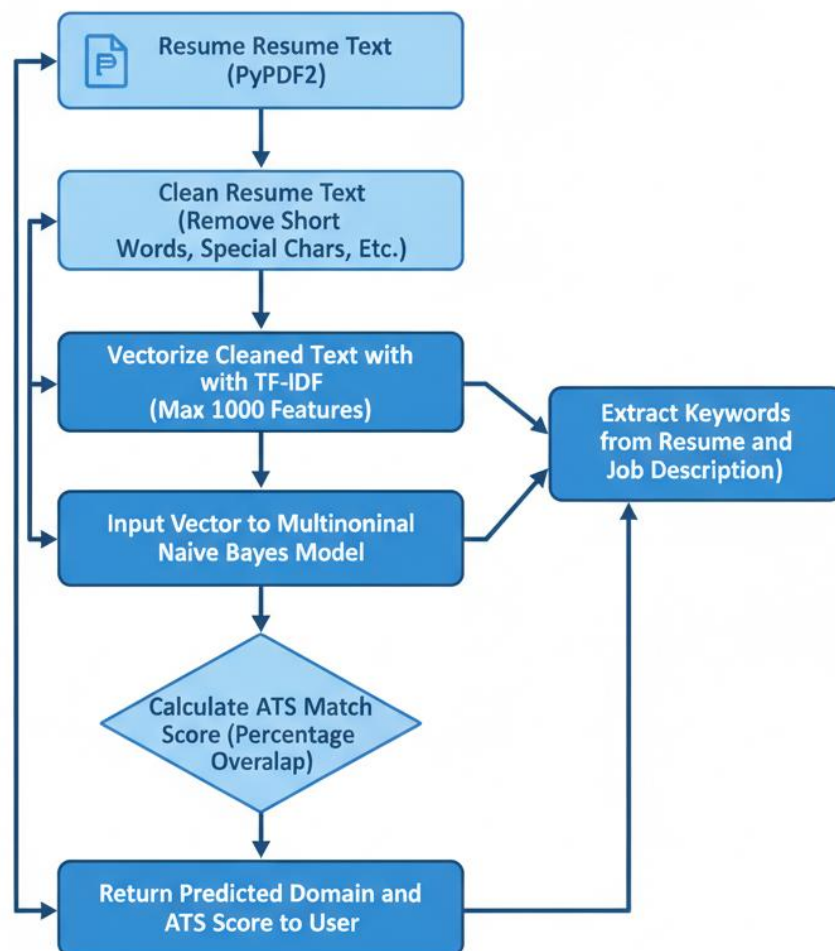 Resume Resume Text
(PyPDF2)
Clean Resume Text
(Remove Short
Words, Special Chars, Etc.)
Vectorize Cleaned Text with
with TF-IDF
(Max 1000 Features)
Extract Keywords
from Resume and
Job Description)
Input Vector to Multinoninal
Naive Bayes Model
Calculate ATS Match
Score (Percentage
Overalap)
Return Predicted Domain and
ATS Score to User